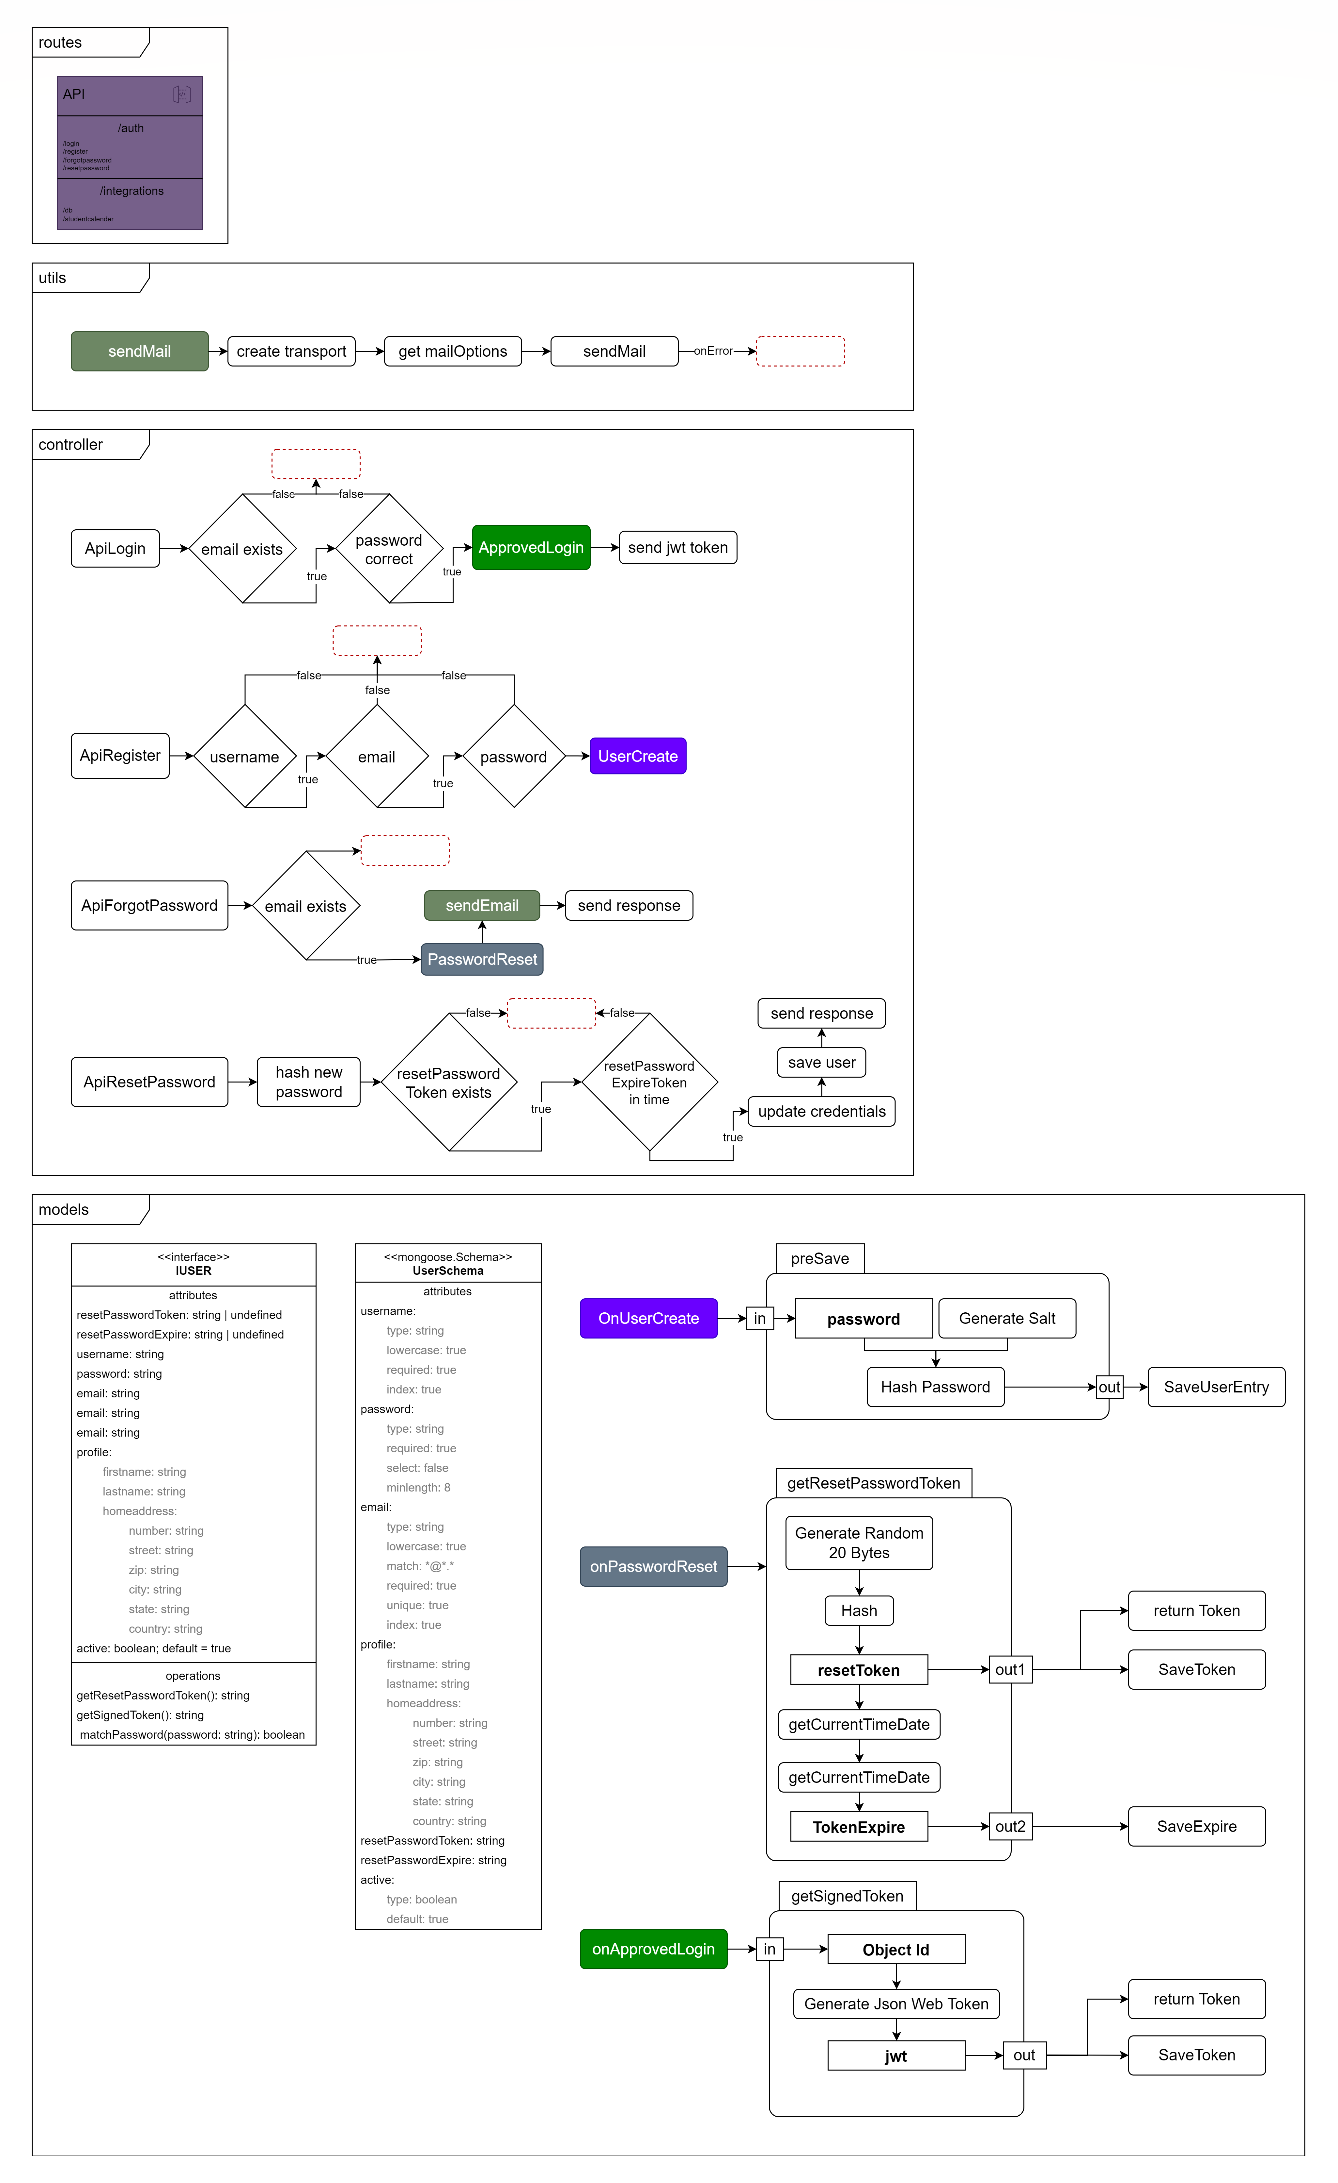 routes
API
/auth
/login
/register
/forgotpassword
/resetpassword
/integrations
/db
/studentcalender
utils
sendMail
create transport
get mailOptions
sendMail
onError
controller
false
false
ApiLogin
email exists
true
password
correct
true
ApprovedLogin
send jwt token
false
false
false
ApiRegister
username
true
email
true
password
UserCreate
ApiForgotPassword
email exists
true
PasswordReset
sendEmail
send response
ApiResetPassword
hash new
password
resetPassword
Token exists
false
true
false
resetPassword
ExpireToken
in time
true
update credentials
save user
send response
models
<<interface>>
IUSER
attributes
resetPasswordToken: string | undefined
resetPasswordExpire: string | undefined
username: string
password: string
email: string
email: string
email: string
profile:
firstname: string
lastname: string
homeaddress:
number: string
street: string
zip: string
city: string
state: string
country: string
active: boolean; default = true
operations
getResetPasswordToken(): string
getSignedToken(): string
matchPassword(password: string): boolean
<<mongoose.Schema>>
UserSchema
attributes
username:
type: string
lowercase: true
required: true
index: true
password:
type: string
required: true
select: false
minlength: 8
email:
type: string
lowercase: true
match: *@*.*
required: true
unique: true
index: true
profile:
firstname: string
lastname: string
homeaddress:
number: string
street: string
zip: string
city: string
state: string
country: string
resetPasswordToken: string
resetPasswordExpire: string
active:
type: boolean
default: true
preSave
OnUserCreate
in
password
Generate Salt
Hash Password
out
SaveUserEntry
getResetPasswordToken
onPasswordReset
Generate Random
20 Bytes
Hash
resetToken
out1
return Token
SaveToken
getCurrentTimeDate
getCurrentTimeDate
TokenExpire
out2
SaveExpire
getSignedToken
onApprovedLogin
in
Object Id
Generate Json Web Token
jwt
out
return Token
SaveToken